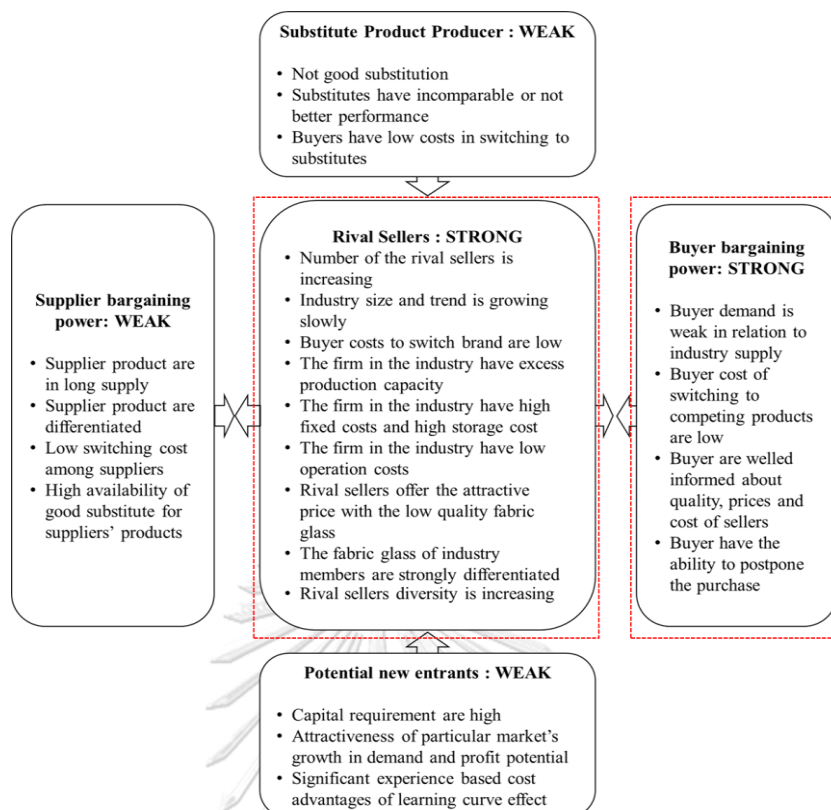 Substitute Product Producer : WEAK
• Not good substitution
• Substitutes have incomparable or not
better performance
• Buyers have low costs in switching to
substitutes
Supplier bargaining
power: WEAK
• Supplier product are
in long supply
• Supplier product are
differentiated
• Low switching cost
among suppliers
• High availability of
good substitute for
suppliers’ products
Rival Sellers : STRONG
• Number of the rival sellers is
increasing
• Industry size and trend is growing
slowly
• Buyer costs to switch brand are low
• The firm in the industry have excess
production capacity
• The firm in the industry have high
fixed costs and high storage cost
• The firm in the industry have low
operation costs
• Rival sellers offer the attractive
price with the low quality fabric
glass
• The fabric glass of industry
members are strongly differentiated
• Rival sellers diversity is increasing
Buyer bargaining
power: STRONG
• Buyer demand is
weak in relation to
industry supply
• Buyer cost of
switching to
competing products
are low
• Buyer are welled
informed about
quality, prices and
cost of sellers
• Buyer have the
ability to postpone
the purchase
Potential new entrants : WEAK
• Capital requirement are high
• Attractiveness of particular market’s
growth in demand and profit potential
• Significant experience based cost
advantages of learning curve effect